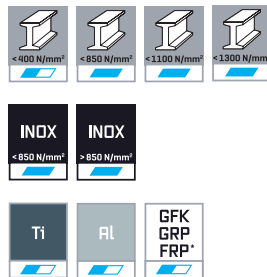 <400 N/mm²
<850 N/mm²
<1100 N/mm²
<1300 N/mm²
INOX
<850 N/mm²
INOX
>850 N/mm²
Ti
Al
GFK
GRP
FRP*